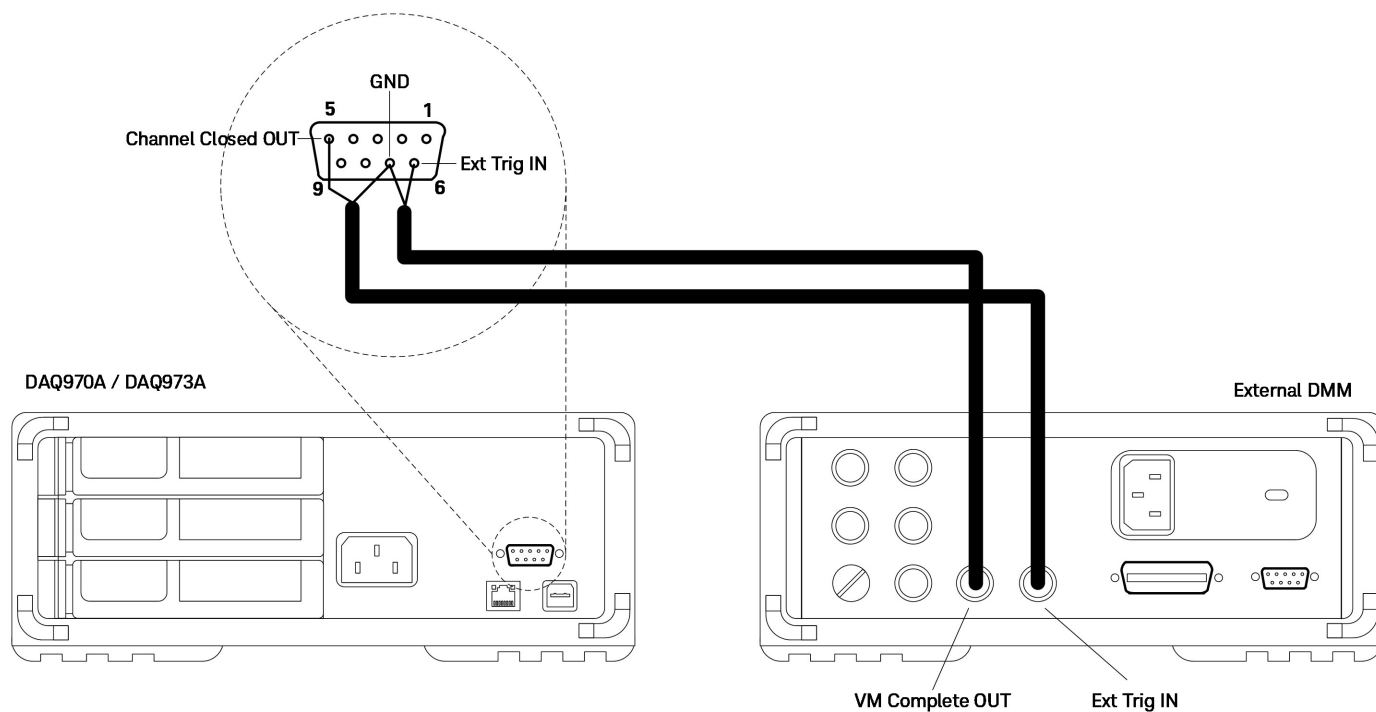 GND
5
1
Channel Closed OUT
Ext Trig IN
9
6
DAQ970A / DAQ973A
External DMM
VM Complete OUT
Ext Trig IN